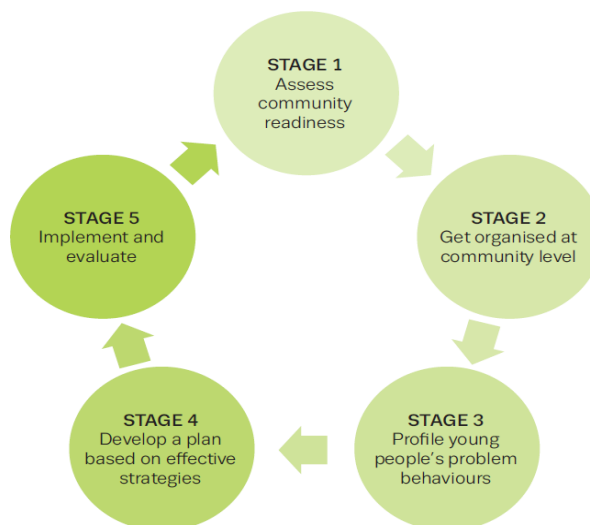 STAGE 1
Assess
community
readiness
STAGE 2
Get organised at
community level
STAGE 3
Profile young
people's problem
behaviours
STAGE 4
Develop a plan
based on effective
strategies
STAGE 5
Implement and
evaluate